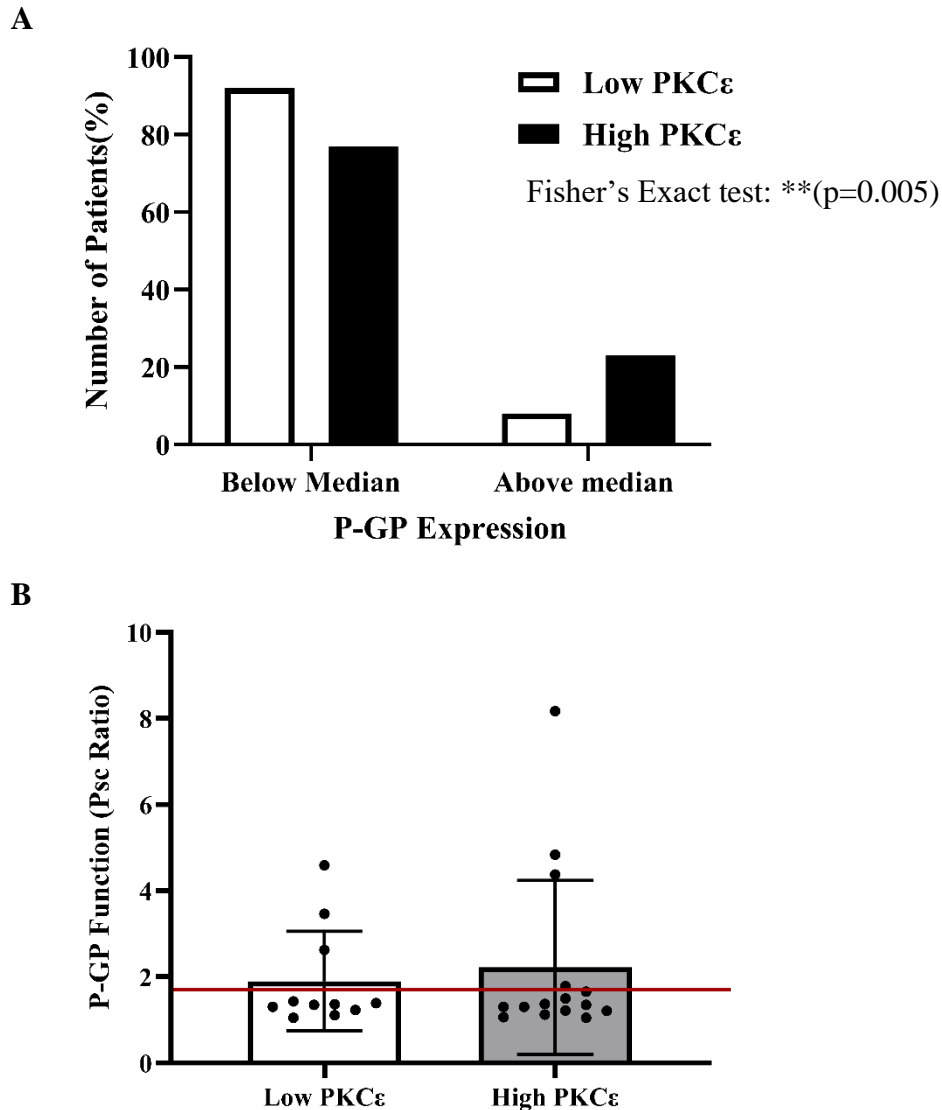 A
100
80
60
40
20
0
Number of Patients(%)
Low PKCε
High PKCε
Fisher’s Exact test: **(p=0.005)
Below Median
Above median
P-GP Expression
B
10
8
6
4
2
0
P-GP Function (Psc Ratio)
Low PKCε
High PKCε